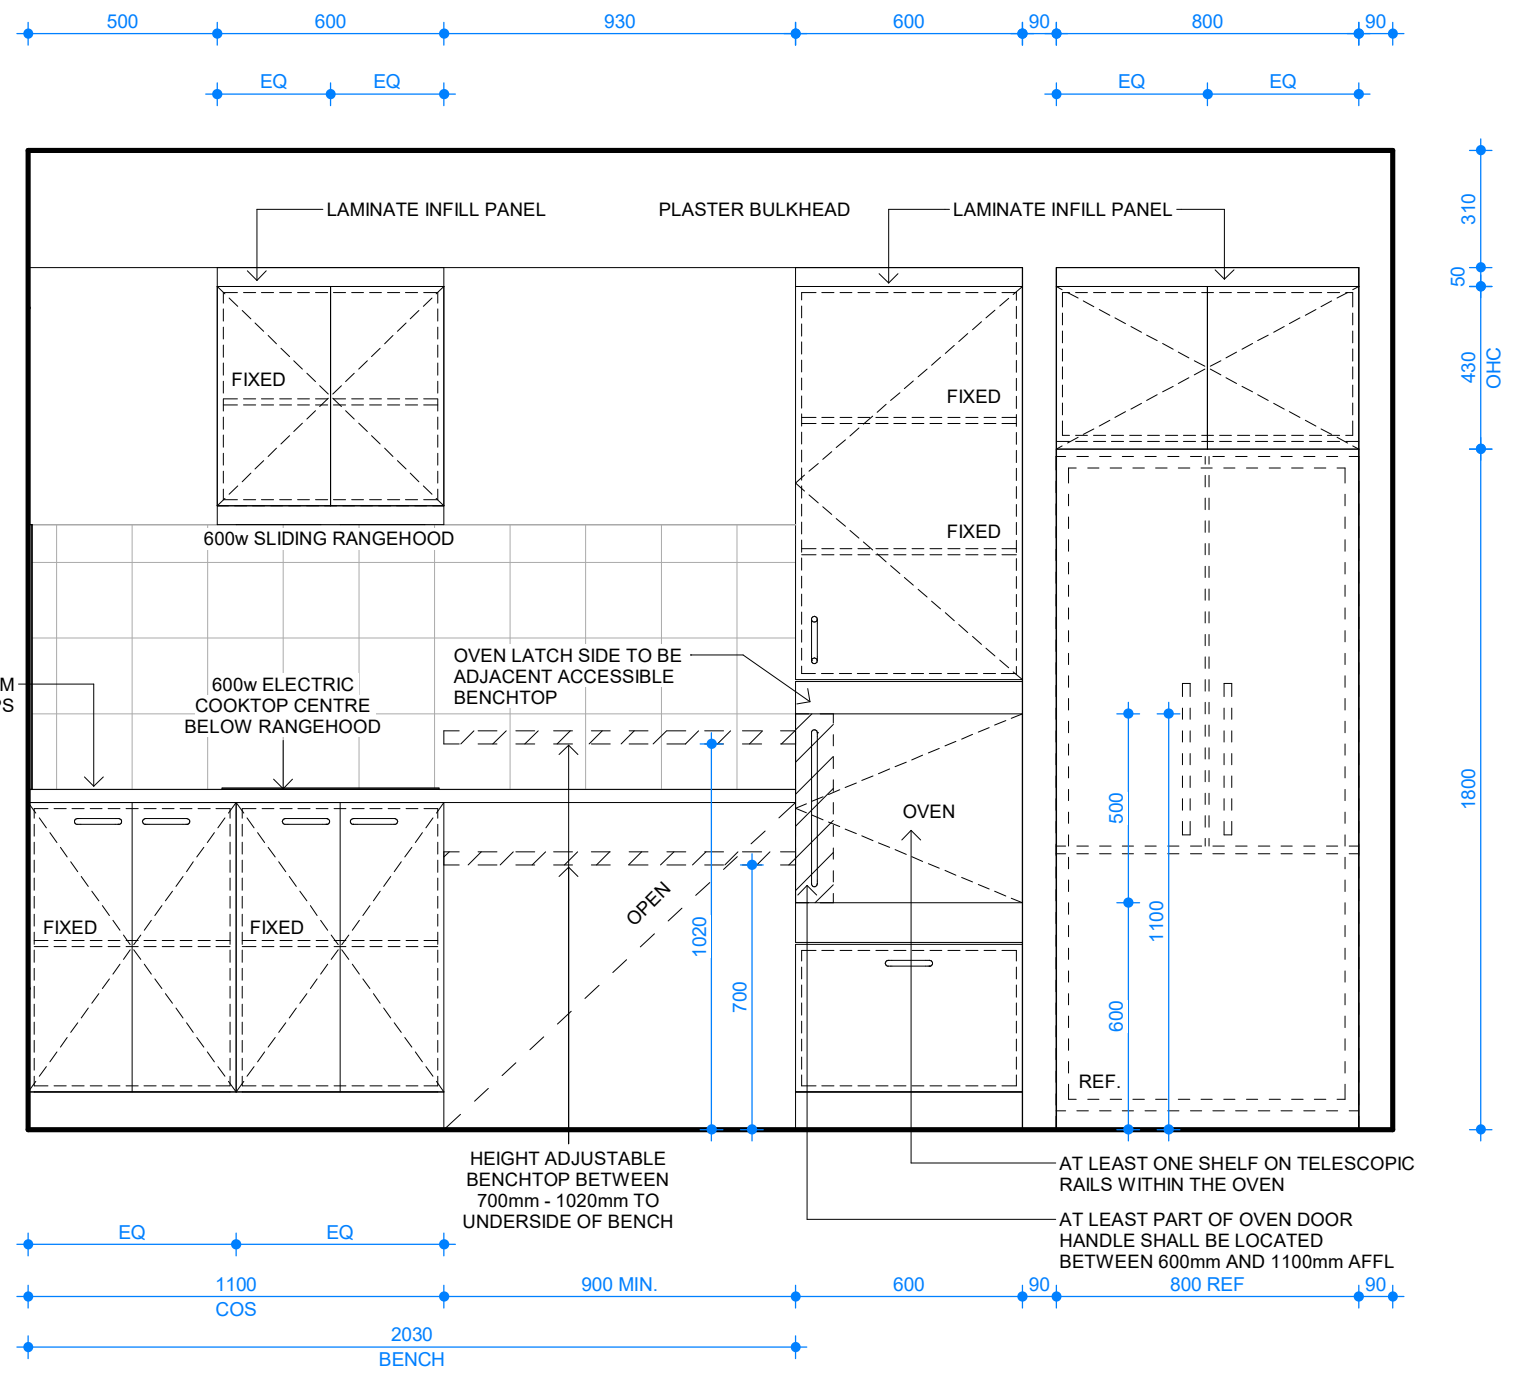 500 600 930 600 90 800 90
EQ EQ EQ EQ
LAMINATE INFILL PANEL PLASTER BULKHEAD LAMINATE INFILL PANEL
310
50
430
OHC
FIXED
FIXED
FIXED
600w SLIDING RANGEHOOD
OVEN LATCH SIDE TO BE
ADJACENT ACCESSIBLE
BENCHTOP
M
PS
600w ELECTRIC
COOKTOP CENTRE
BELOW RANGEHOOD
OVEN
500
1800
OPEN
FIXED FIXED
1020
700
1100
600
REF.
HEIGHT ADJUSTABLE
BENCHTOP BETWEEN
700mm - 1020mm TO
UNDERSIDE OF BENCH
AT LEAST ONE SHELF ON TELESCOPIC
RAILS WITHIN THE OVEN
AT LEAST PART OF OVEN DOOR
HANDLE SHALL BE LOCATED
BETWEEN 600mm AND 1100mm AFFL
EQ EQ
1100 900 MIN. 600 90 800 REF 90
COS
2030
BENCH